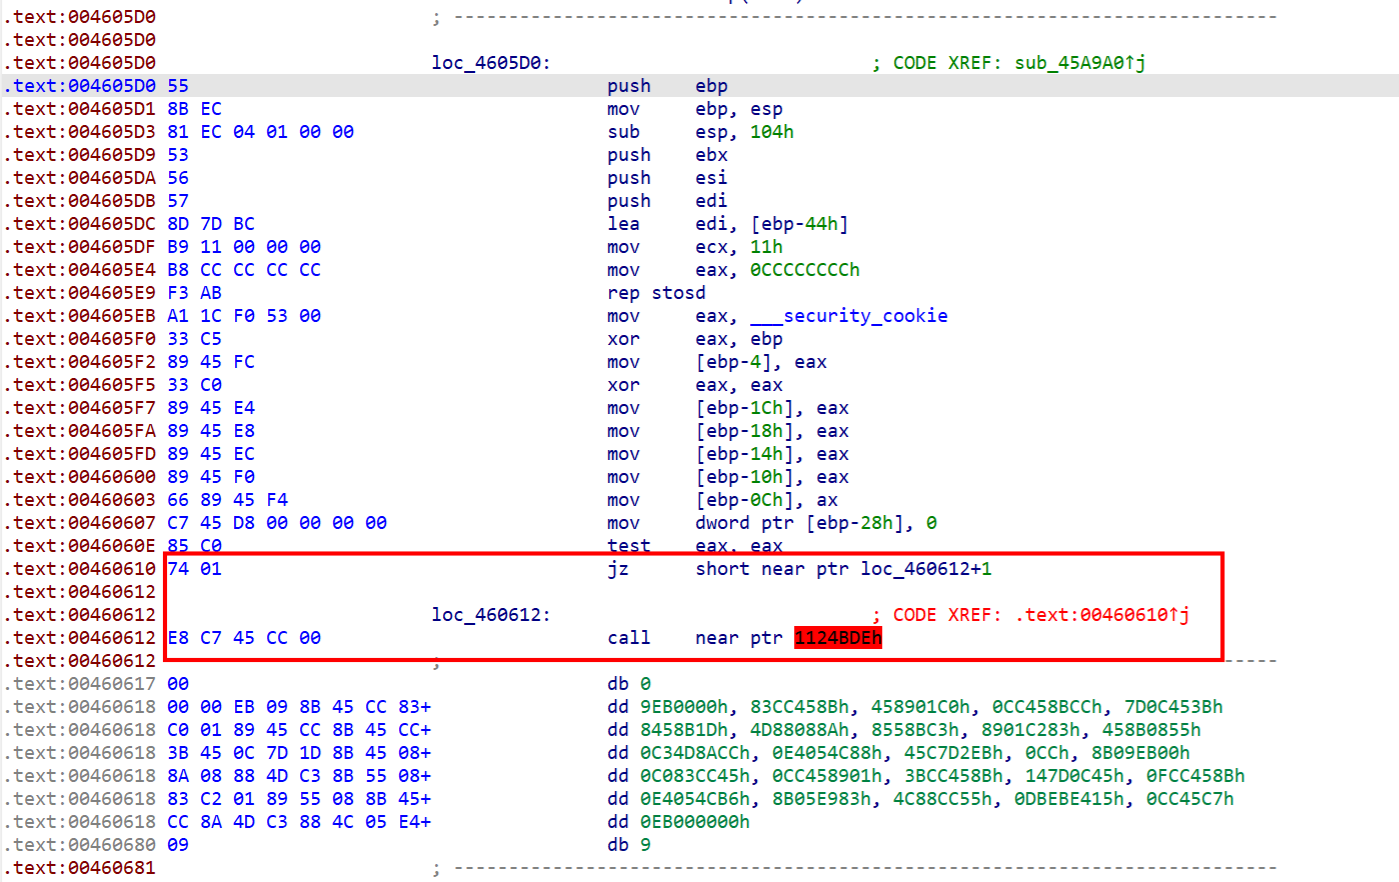 .text:004605D0 ; ---------------------------------------------------------------------------
.text:004605D0
.text:004605D0 loc_4605D0: ; CODE XREF: sub_45A9A0↑j
.text:004605D0 55 push ebp
.text:004605D1 8B EC mov ebp, esp
.text:004605D3 81 EC 04 01 00 00 sub esp, 104h
.text:004605D9 53 push ebx
.text:004605DA 56 push esi
.text:004605DB 57 push edi
.text:004605DC 8D 7D BC lea edi, [ebp-44h]
.text:004605DF B9 11 00 00 00 mov ecx, 11h
.text:004605E4 B8 CC CC CC CC mov eax, 0CCCCCCCCh
.text:004605E9 F3 AB rep stosd
.text:004605EB A1 1C F0 53 00 mov eax, ___security_cookie
.text:004605F0 33 C5 xor eax, ebp
.text:004605F2 89 45 FC mov [ebp-4], eax
.text:004605F5 33 C0 xor eax, eax
.text:004605F7 89 45 E4 mov [ebp-1Ch], eax
.text:004605FA 89 45 E8 mov [ebp-18h], eax
.text:004605FD 89 45 EC mov [ebp-14h], eax
.text:00460600 89 45 F0 mov [ebp-10h], eax
.text:00460603 66 89 45 F4 mov [ebp-0Ch], ax
.text:00460607 C7 45 D8 00 00 00 00 mov dword ptr [ebp-28h], 0
.text:0046060E 85 C0 test eax, eax
.text:00460610 74 01 jz short near ptr loc_460612+1
.text:00460612
.text:00460612 loc_460612: ; CODE XREF: .text:00460610↑j
.text:00460612 E8 C7 45 CC 00 call near ptr 1124BDEh
.text:00460612 ; ---------------------------------------------------------------------------
.text:00460617 00 db 0
.text:00460618 00 00 EB 09 8B 45 CC 83+ dd 9EB0000h, 83CC458Bh, 458901C0h, 0CC458BCCh, 7D0C453Bh
.text:00460618 C0 01 89 45 CC 8B 45 CC+ dd 8458B1Dh, 4D88088Ah, 8558BC3h, 8901C283h, 458B0855h
.text:00460618 3B 45 0C 7D 1D 8B 45 08+ dd 0C34D8ACCh, 0E4054C88h, 45C7D2EBh, 0CCh, 8B09EB00h
.text:00460618 8A 08 88 4D C3 8B 55 08+ dd 0C083CC45h, 0CC458901h, 3BCC458Bh, 147D0C45h, 0FCC458Bh
.text:00460618 83 C2 01 89 55 08 8B 45+ dd 0E4054CB6h, 8B05E983h, 4C88CC55h, 0DBEBE415h, 0CC45C7h
.text:00460618 CC 8A 4D C3 88 4C 05 E4+ dd 0EB000000h
.text:00460680 09 db 9
.text:00460681 ; ---------------------------------------------------------------------------